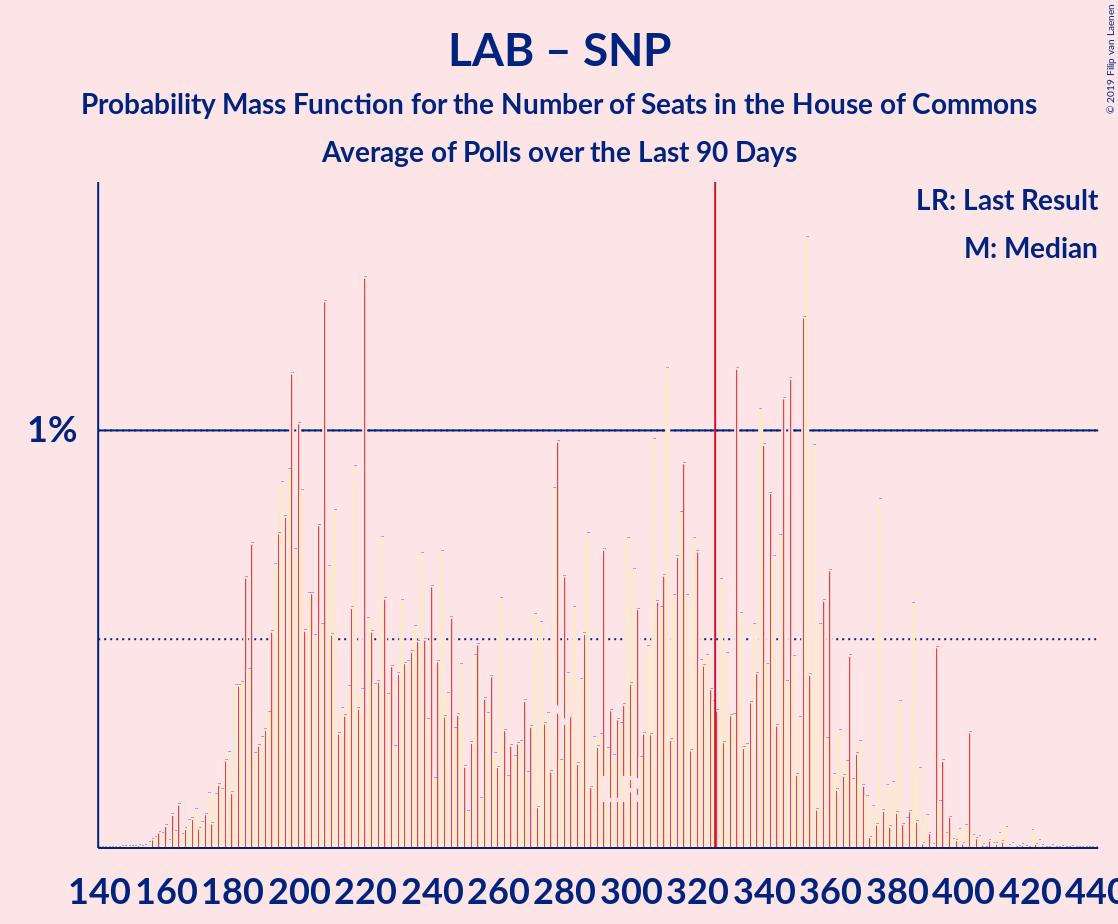 LAB – SNP
Probability Mass Function for the Number of Seats in the House of Commons
Average of Polls over the Last 90 Days
© 2019 Filip van Laenen
LR: Last Result
M: Median
1%
M
LR
140 160 180 200 220 240 260 280 300 320 340 360 380 400 420 440